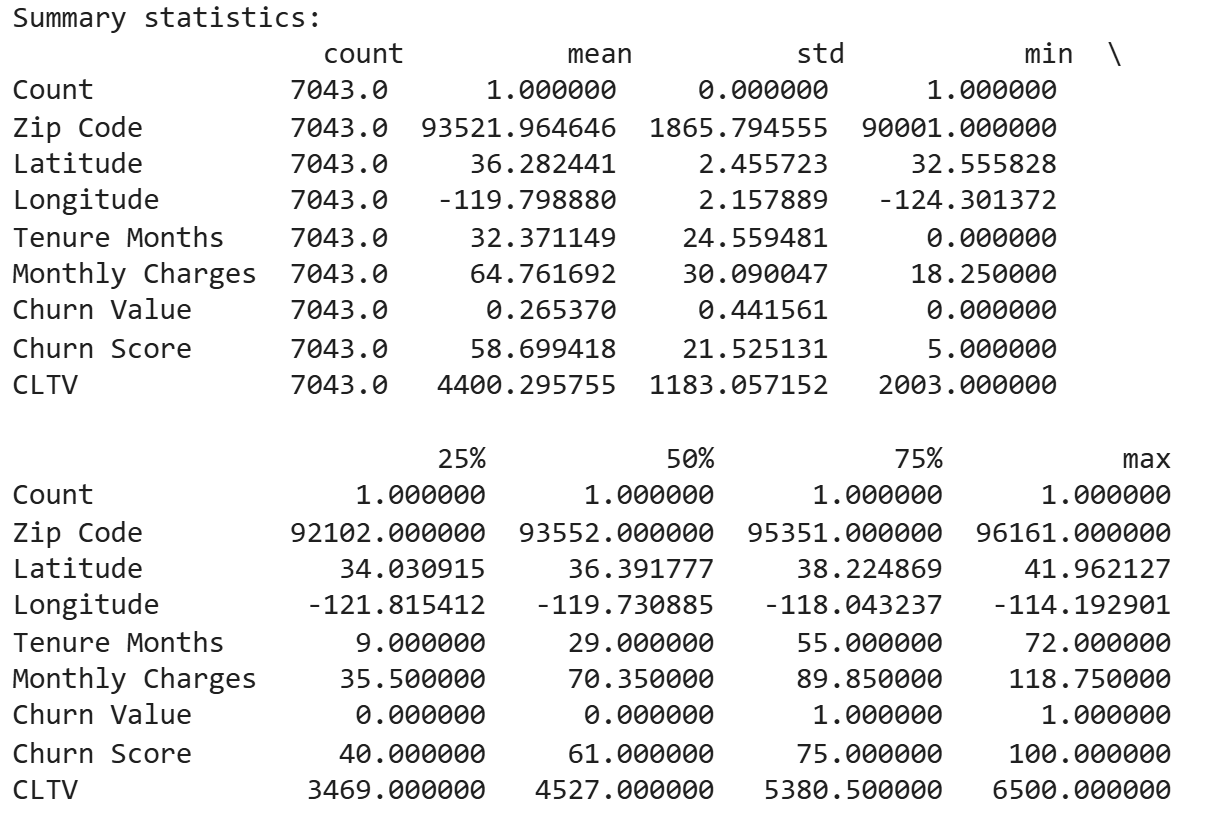 Summary statistics:
count mean std min \
Count 7043.0 1.000000 0.000000 1.000000
Zip Code 7043.0 93521.964646 1865.794555 90001.000000
Latitude 7043.0 36.282441 2.455723 32.555828
Longitude 7043.0 -119.798880 2.157889 -124.301372
Tenure Months 7043.0 32.371149 24.559481 0.000000
Monthly Charges 7043.0 64.761692 30.090047 18.250000
Churn Value 7043.0 0.265370 0.441561 0.000000
Churn Score 7043.0 58.699418 21.525131 5.000000
CLTV 7043.0 4400.295755 1183.057152 2003.000000
25% 50% 75% max
Count 1.000000 1.000000 1.000000 1.000000
Zip Code 92102.000000 93552.000000 95351.000000 96161.000000
Latitude 34.030915 36.391777 38.224869 41.962127
Longitude -121.815412 -119.730885 -118.043237 -114.192901
Tenure Months 9.000000 29.000000 55.000000 72.000000
Monthly Charges 35.500000 70.350000 89.850000 118.750000
Churn Value 0.000000 0.000000 1.000000 1.000000
Churn Score 40.000000 61.000000 75.000000 100.000000
CLTV 3469.000000 4527.000000 5380.500000 6500.000000